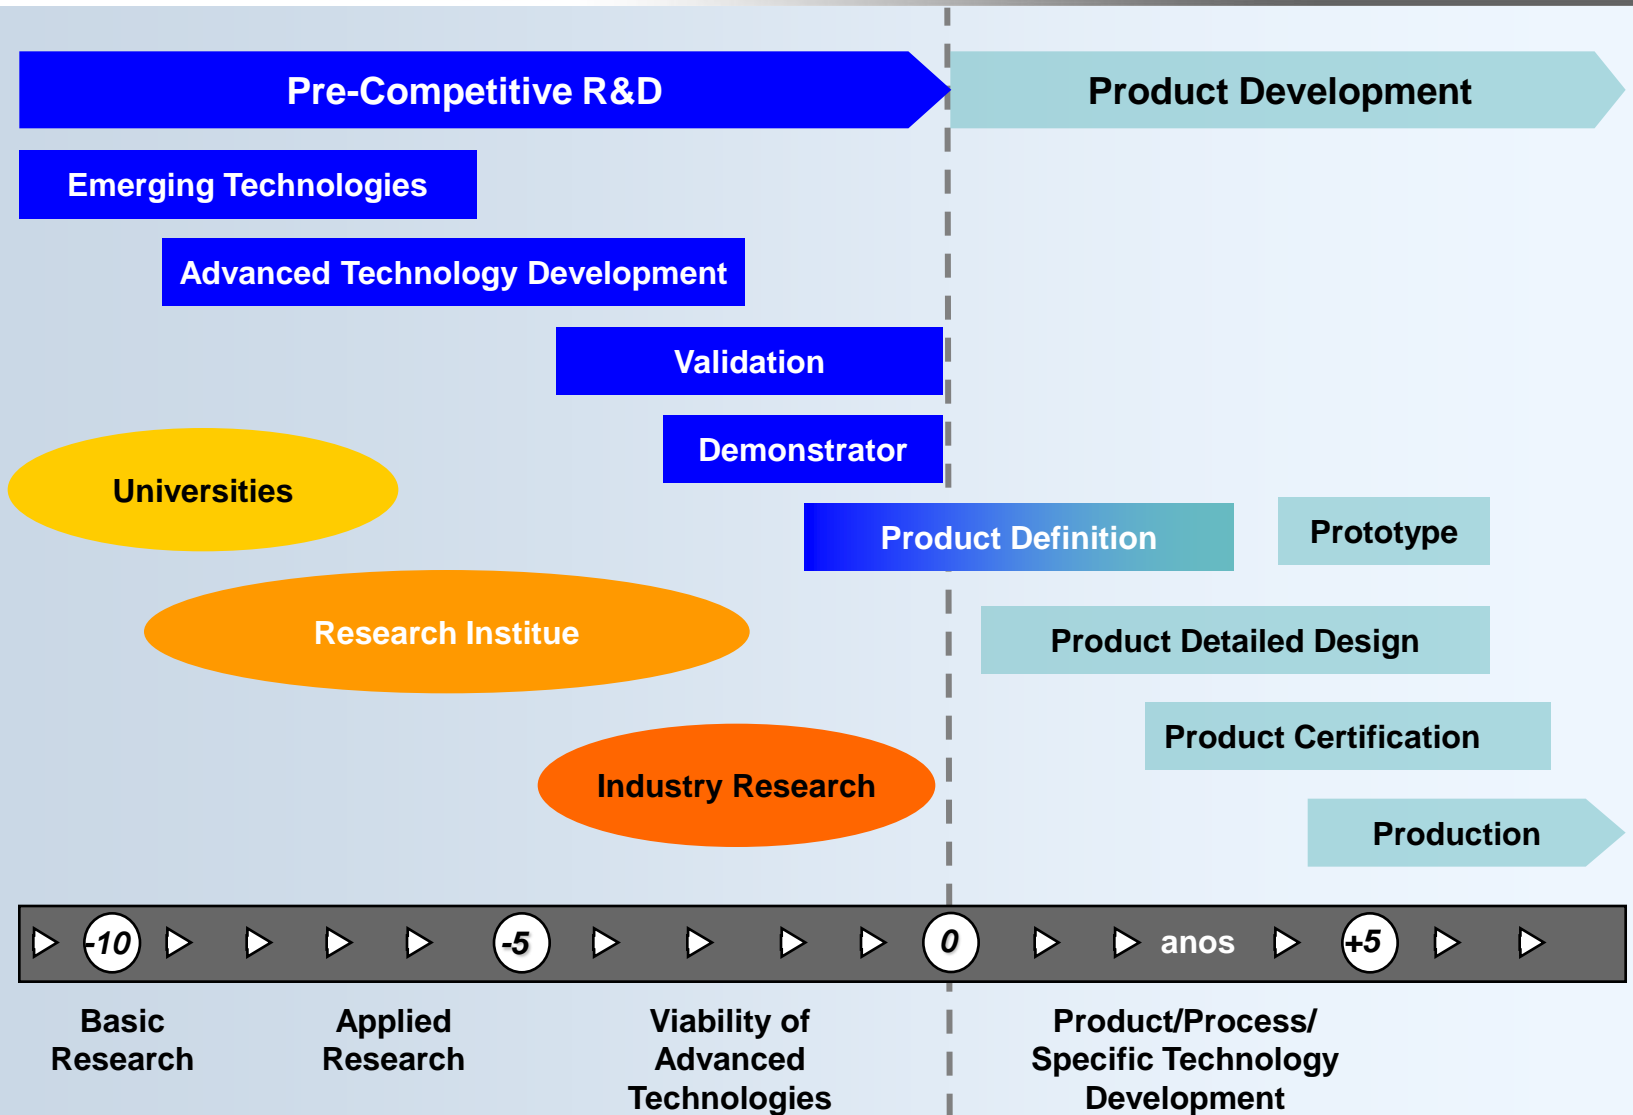 Pre-Competitive R&D
Product Development
Emerging Technologies
Advanced Technology Development
Validation
Demonstrator
Universities
Product Definition
Prototype
Research Institue
Product Detailed Design
Product Certification
Industry Research
Production
-10
-5
0
anos
+5
Basic
Research
Applied
Research
Viability of
Advanced
Technologies
Product/Process/
Specific Technology
Development